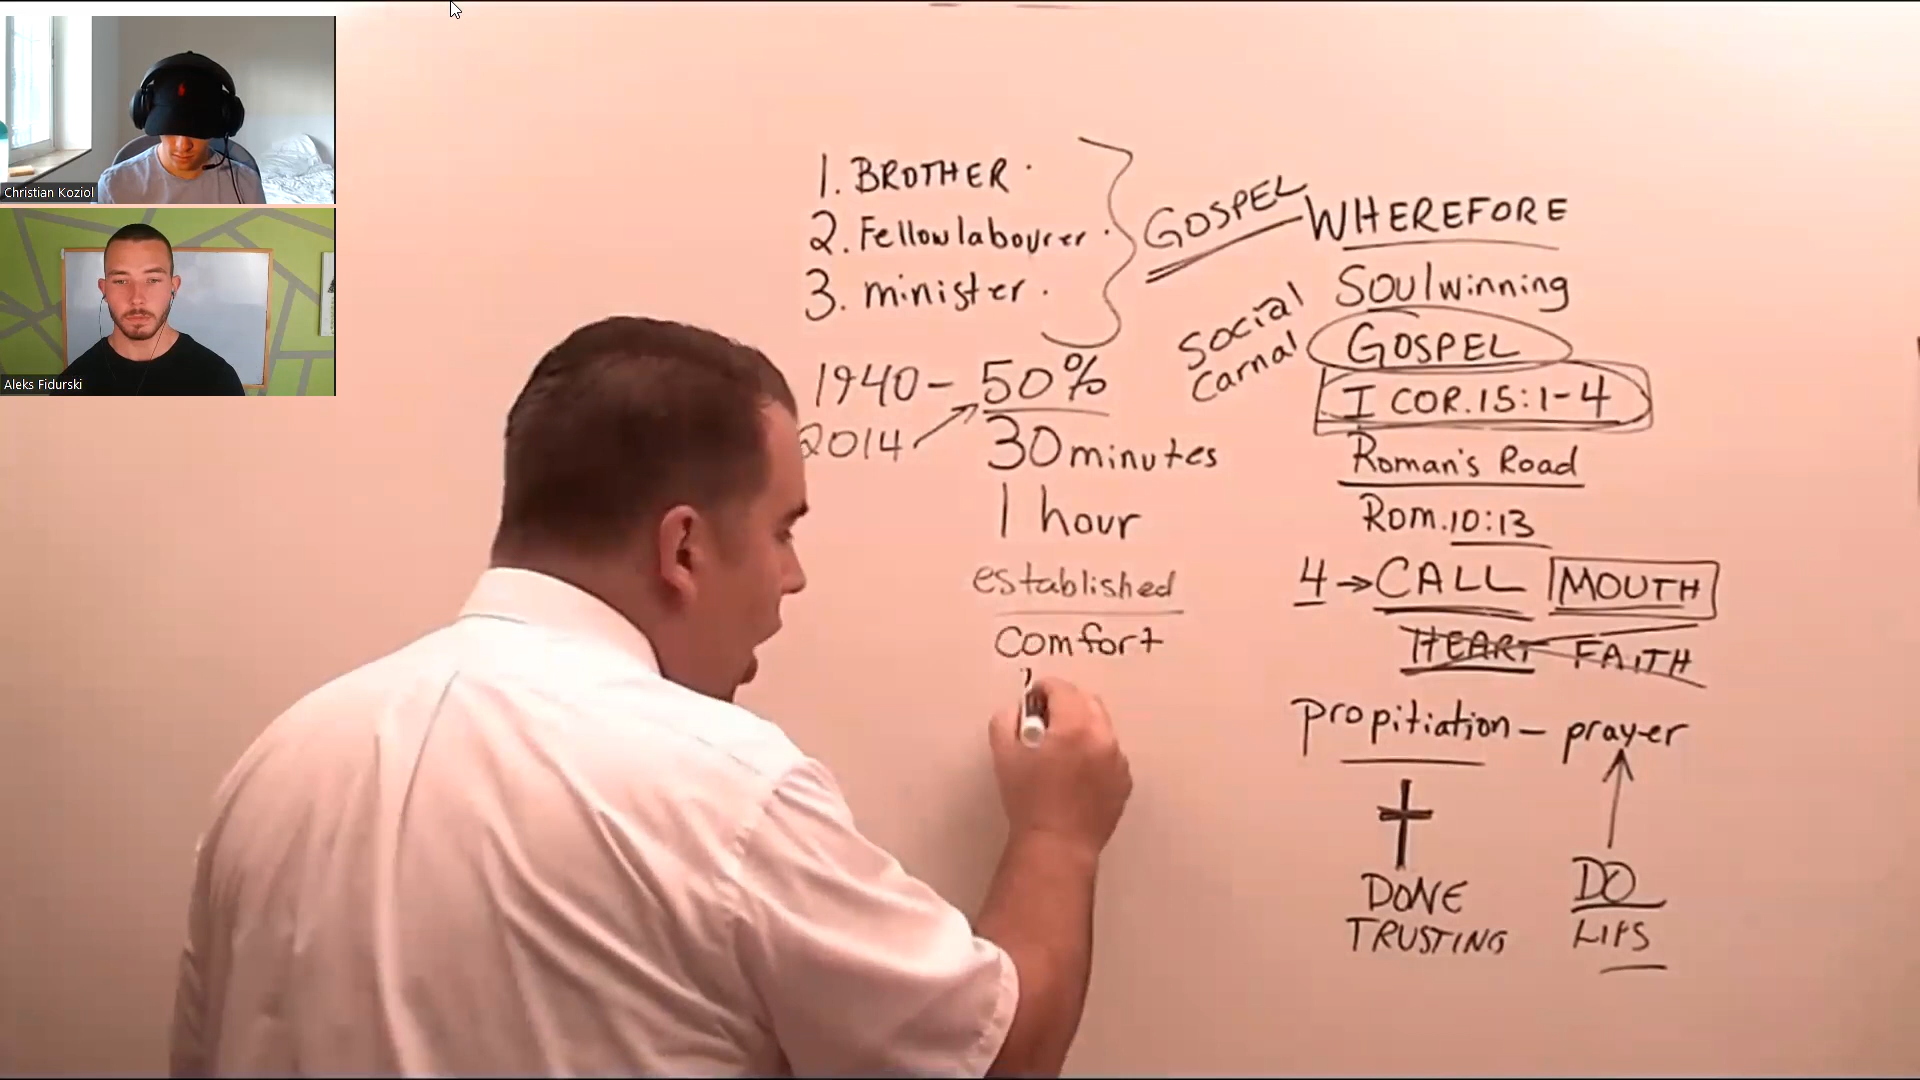 Christian Koziol
Aleks Fidurski
1. BROTHER
2. Fellowlabourer
3. minister
GOSPEL
1940 - 50%
2014
30 minutes
1 hour
established
comfort
WHEREFORE
Soulwinning
Social
Carnal
GOSPEL
I COR. 15:1-4
Roman's Road
Rom. 10:13
4 → CALL MOUTH
HEART FAITH
propitiation - prayer
DONE
TRUSTING
DO
LIPS